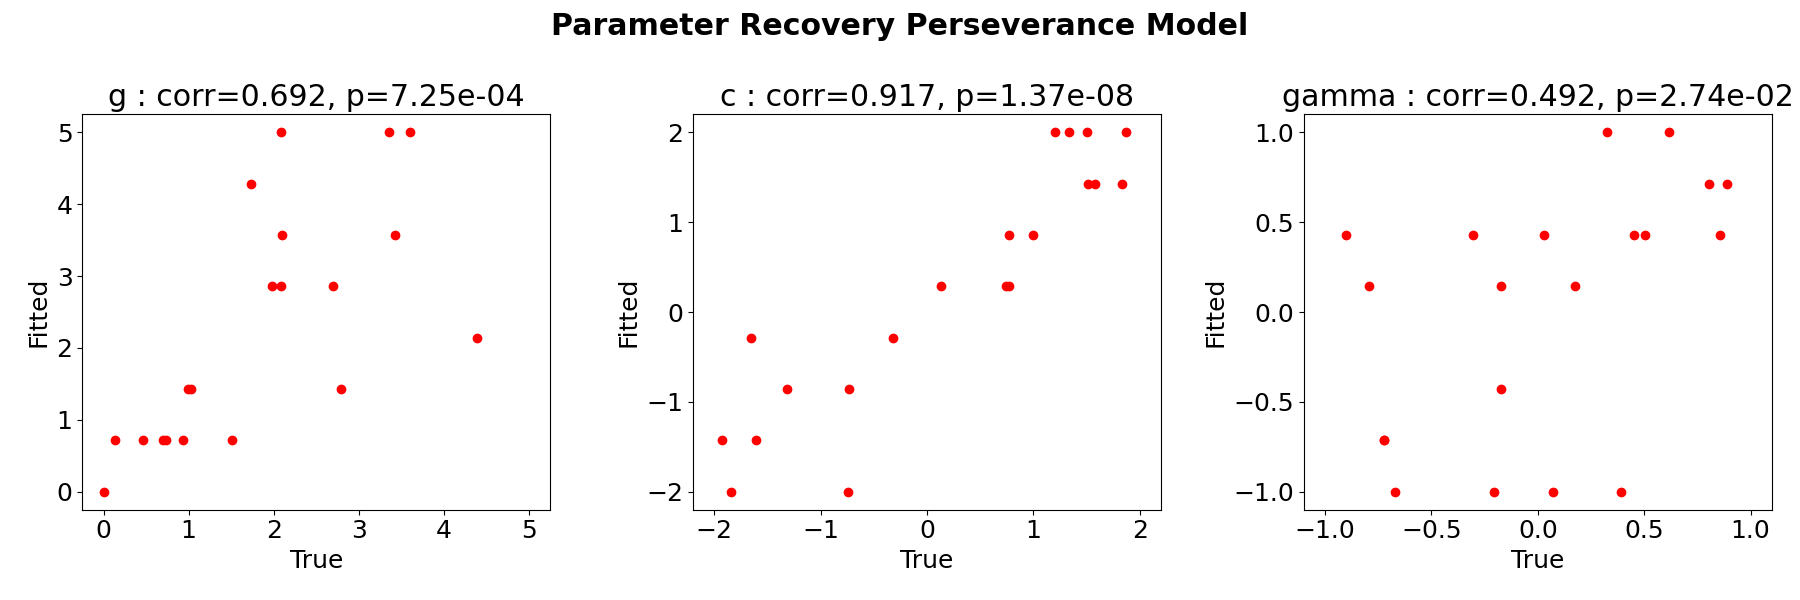 Parameter Recovery Perseverance Model
g : corr=0.692, p=7.25e-04
5
4
3
2
1
0
Fitted
0 1 2 3 4 5
True
c : corr=0.917, p=1.37e-08
2
1
0
−1
−2
Fitted
−2 −1 0 1 2
True
gamma : corr=0.492, p=2.74e-02
1.0
0.5
0.0
−0.5
−1.0
Fitted
−1.0 −0.5 0.0 0.5 1.0
True